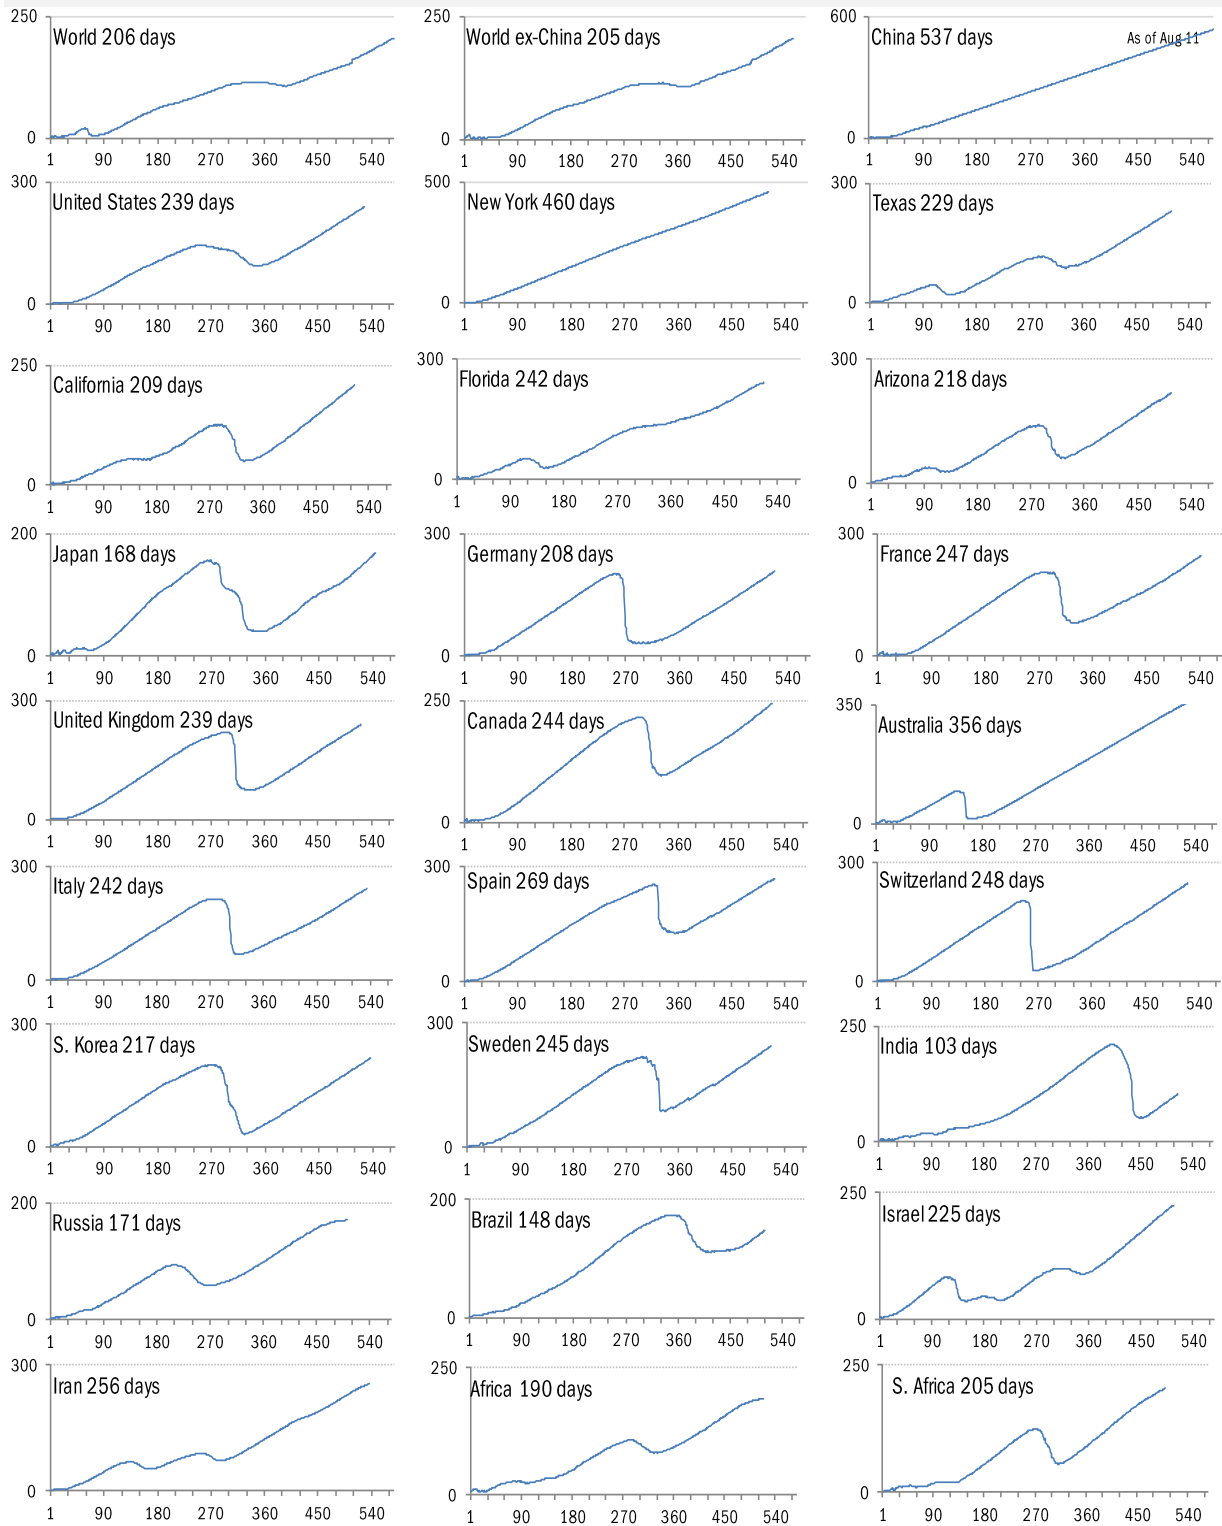 250 250 600
World 206 days World ex-China 205 days China 537 days As of Aug 11
0 0 0
1 90 180 270 360 450 540 1 90 180 270 360 450 540 1 90 180 270 360 450 540
300 500 300
United States 239 days New York 460 days Texas 229 days
0 0 0
1 90 180 270 360 450 540 1 90 180 270 360 450 540 1 90 180 270 360 450 540
250 300 300
California 209 days Florida 242 days Arizona 218 days
0 0 0
1 90 180 270 360 450 540 1 90 180 270 360 450 540 1 90 180 270 360 450 540
200 300 300
Japan 168 days Germany 208 days France 247 days
0 0 0
1 90 180 270 360 450 540 1 90 180 270 360 450 540 1 90 180 270 360 450 540
300 250 350
United Kingdom 239 days Canada 244 days Australia 356 days
0 0 0
1 90 180 270 360 450 540 1 90 180 270 360 450 540 1 90 180 270 360 450 540
300 300 300
Italy 242 days Spain 269 days Switzerland 248 days
0 0 0
1 90 180 270 360 450 540 1 90 180 270 360 450 540 1 90 180 270 360 450 540
300 300 250
S. Korea 217 days Sweden 245 days India 103 days
0 0 0
1 90 180 270 360 450 540 1 90 180 270 360 450 540 1 90 180 270 360 450 540
200 200 250
Russia 171 days Brazil 148 days Israel 225 days
0 0 0
1 90 180 270 360 450 540 1 90 180 270 360 450 540 1 90 180 270 360 450 540
300 250 250
Iran 256 days Africa 190 days S. Africa 205 days
0 0 0
1 90 180 270 360 450 540 1 90 180 270 360 450 540 1 90 180 270 360 450 540